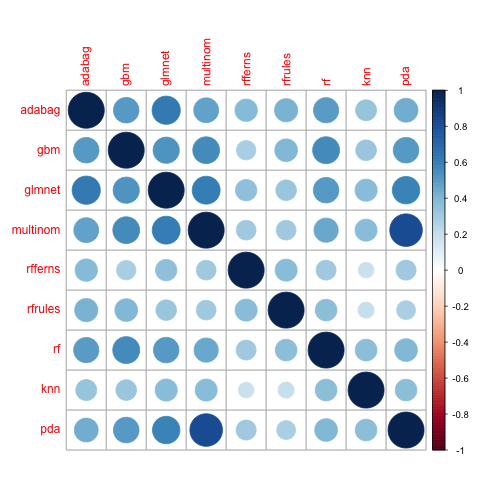 adabag
gbm
glmnet
multinom
rfferns
rfrules
rf
knn
pda
adabag
gbm
glmnet
multinom
rfferns
rfrules
rf
knn
pda
1
0.8
0.6
0.4
0.2
0
-0.2
-0.4
-0.6
-0.8
-1